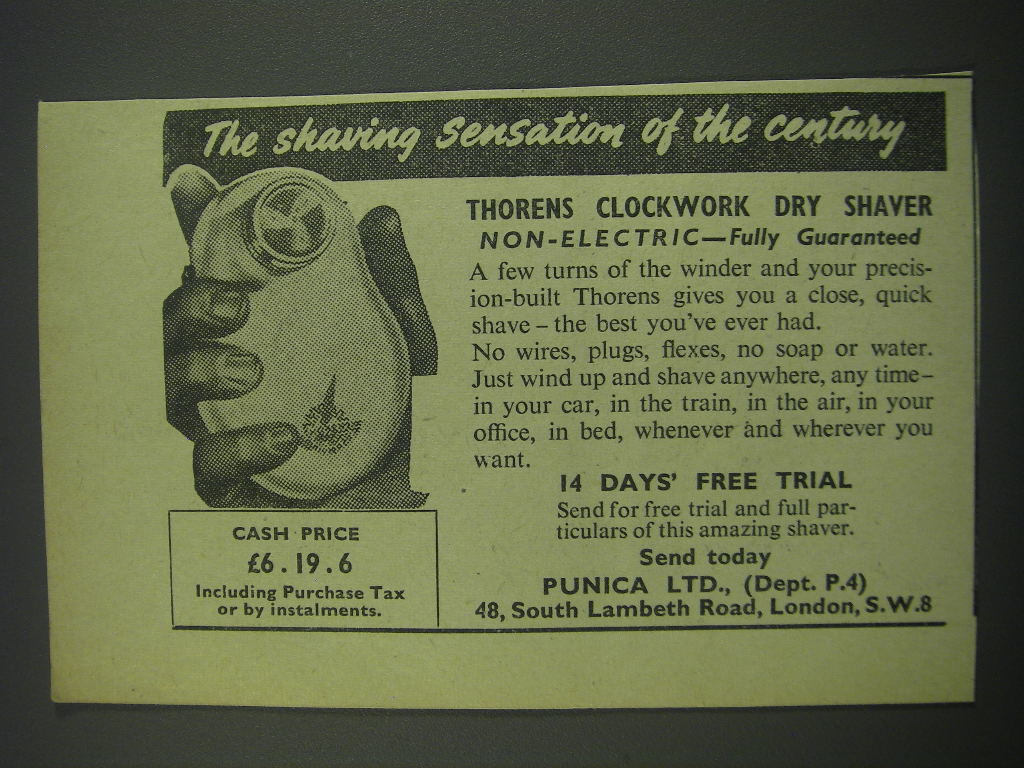 The shaving sensation of the century
THORENS CLOCKWORK DRY SHAVER
NON-ELECTRIC—Fully Guaranteed
A few turns of the winder and your precis-
ion-built Thorens gives you a close, quick
shave – the best you've ever had.
No wires, plugs, flexes, no soap or water.
Just wind up and shave anywhere, any time–
in your car, in the train, in the air, in your
office, in bed, whenever and wherever you
want.
14 DAYS' FREE TRIAL
Send for free trial and full par-
ticulars of this amazing shaver.
Send today
PUNICA LTD., (Dept. P.4)
48, South Lambeth Road, London, S.W.8
CASH PRICE
£6.19.6
Including Purchase Tax
or by instalments.